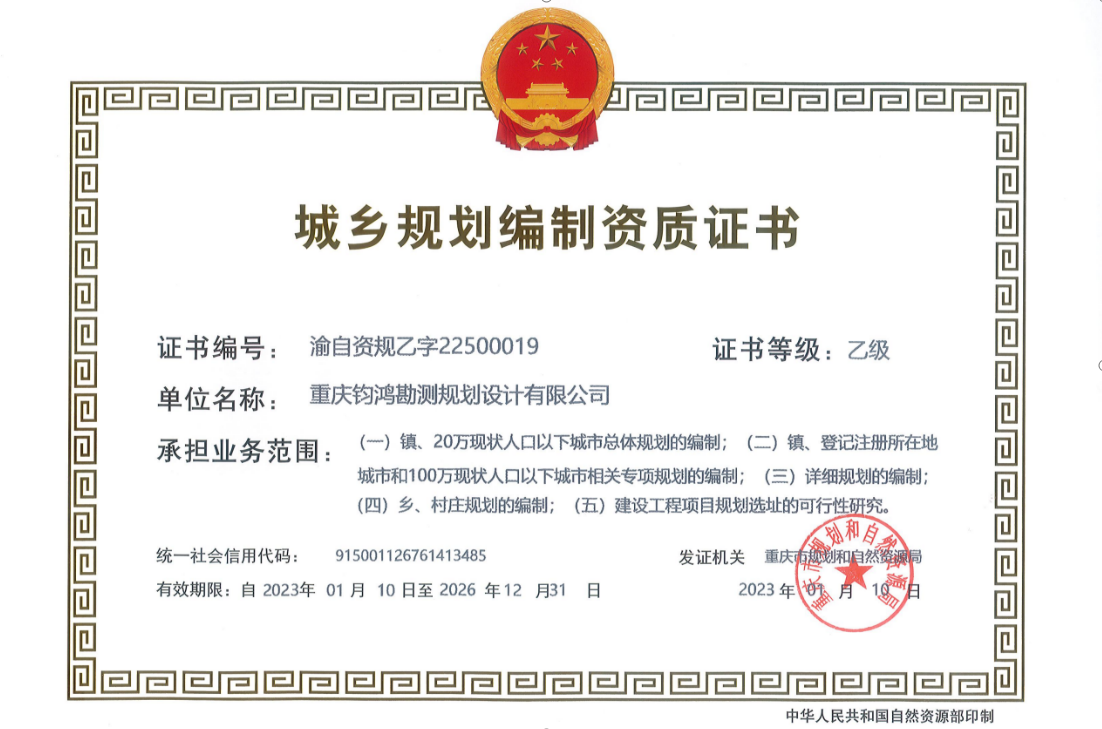 城乡规划编制资质证书
证书编号： 渝自资规乙字22500019 证书等级：乙级
单位名称： 重庆钧鸿勘测规划设计有限公司
承担业务范围： （一）镇、20万现状人口以下城市总体规划的编制；（二）镇、登记注册所在地
城市和100万现状人口以下城市相关专项规划的编制；（三）详细规划的编制；
（四）乡、村庄规划的编制；（五）建设工程项目规划选址的可行性研究。
统一社会信用代码： 915001126761413485 发证机关 重庆市规划和自然资源局
有效期限：自 2023年 01 月 10 日至 2026 年 12 月31 日 2023 年 01 月 10 日
重庆市规划和自然资源局
中华人民共和国自然资源部印制